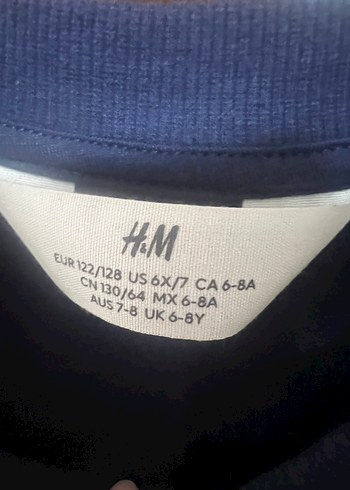 H&M
EUR 122/128 US 6X/7 CA 6-8A
CN 130/64 MX 6-8A
AUS 7-8 UK 6-8Y